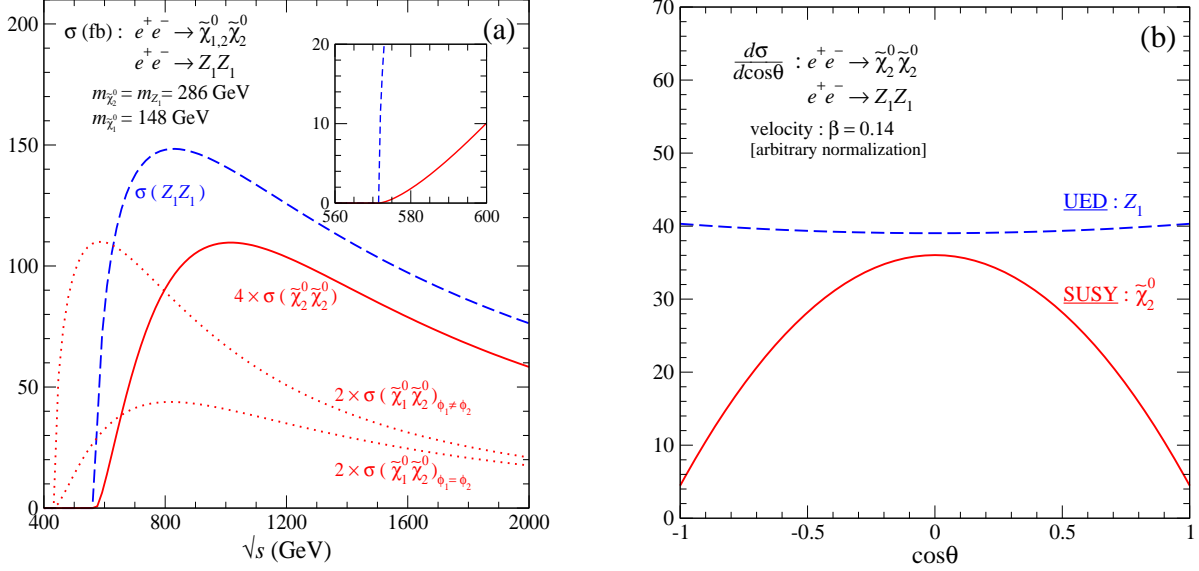 (a)
σ (fb) : e⁺e⁻ → χ̃⁰₁,₂χ̃⁰₂
e⁺e⁻ → Z₁Z₁
m_χ̃⁰₂ = m_Z₁ = 286 GeV
m_χ̃⁰₁ = 148 GeV
200
150
100
50
0
400
800
1200
1600
2000
√s (GeV)
20
10
0
560
580
600
σ ( Z₁Z₁ )
4 × σ ( χ̃⁰₂χ̃⁰₂ )
2 × σ ( χ̃⁰₁χ̃⁰₂ )_ϕ₁≠ϕ₂
2 × σ ( χ̃⁰₁χ̃⁰₂ )_ϕ₁=ϕ₂
(b)
dσ
dcosθ
: e⁺e⁻ → χ̃⁰₂χ̃⁰₂
e⁺e⁻ → Z₁Z₁
velocity : β = 0.14
[arbitrary normalization]
UED : Z₁
SUSY : χ̃⁰₂
70
60
50
40
30
20
10
0
-1
-0.5
0
0.5
1
cosθ